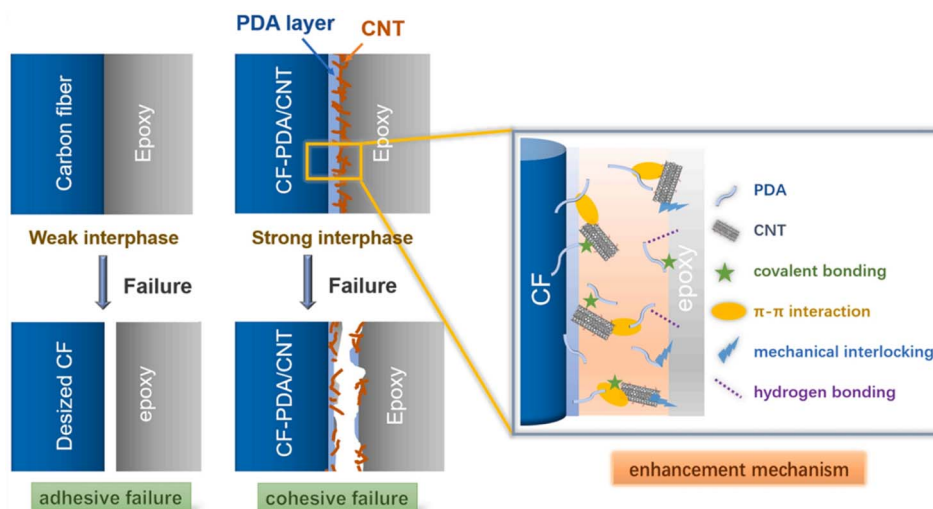 PDA layer
CNT
Carbon fiber
Epoxy
CF-PDA/CNT
Epoxy
Weak interphase
Strong interphase
Failure
Failure
Desized CF
epoxy
CF-PDA/CNT
Epoxy
adhesive failure
cohesive failure
CF
epoxy
PDA
CNT
covalent bonding
π-π interaction
mechanical interlocking
hydrogen bonding
enhancement mechanism